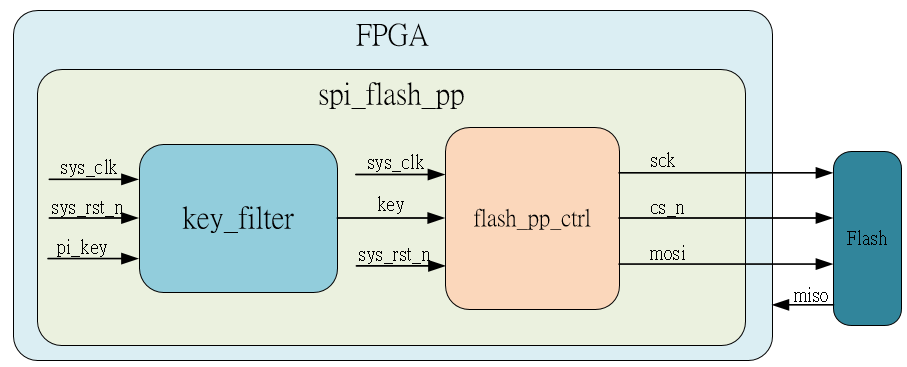 FPGA
spi_flash_pp
sys_clk
sys_rst_n
pi_key
key_filter
sys_clk
key
sys_rst_n
flash_pp_ctrl
sck
cs_n
mosi
miso
Flash